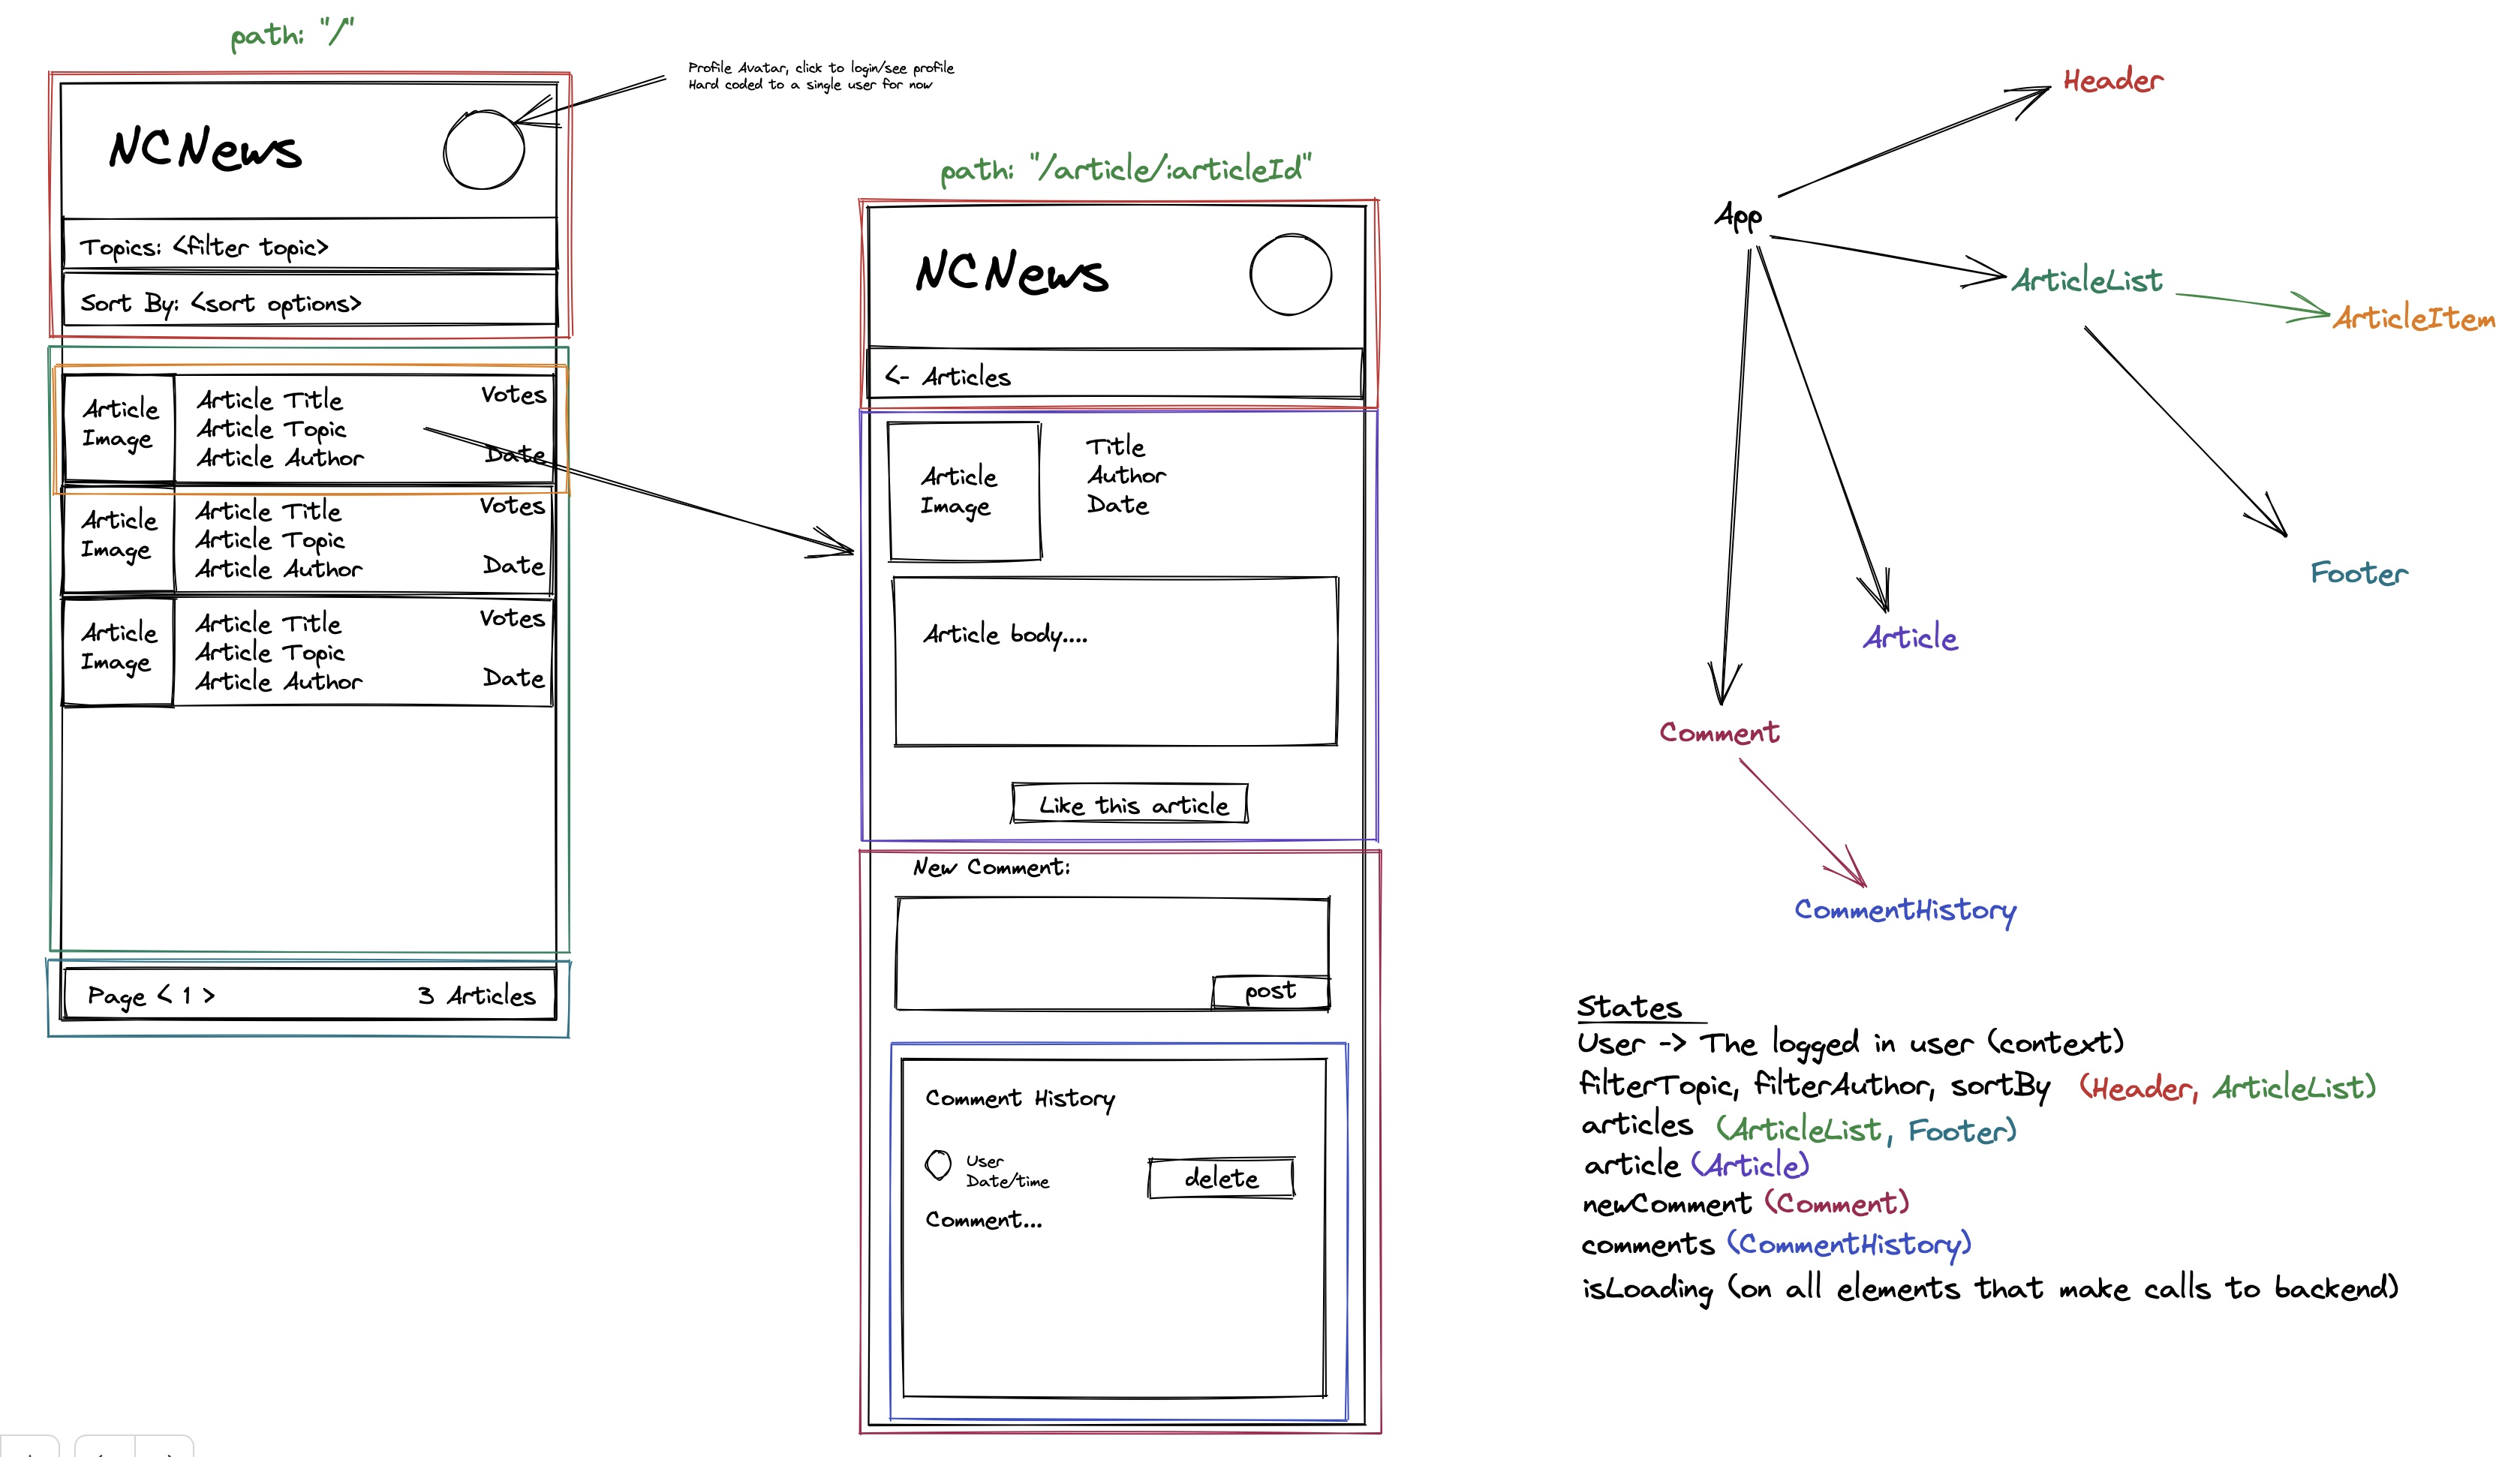 path: "/"
Profile Avatar, click to login/see profile
Hard coded to a single user for now
NCNews
Topics: <filter topic>
Sort By: <sort options>
Article
Image
Article Title
Article Topic
Article Author
Votes
Date
Article
Image
Article Title
Article Topic
Article Author
Votes
Date
Article
Image
Article Title
Article Topic
Article Author
Votes
Date
Page < 1 >
3 Articles
path: "/article/:articleId"
NCNews
<- Articles
Article
Image
Title
Author
Date
Article body....
Like this article
New Comment:
post
Comment History
User
Date/time
delete
Comment...
Header
App
ArticleList
ArticleItem
Footer
Article
Comment
CommentHistory
States
User -> The logged in user (context)
filterTopic, filterAuthor, sortBy (Header, ArticleList)
articles (ArticleList, Footer)
article (Article)
newComment (Comment)
comments (CommentHistory)
isLoading (on all elements that make calls to backend)